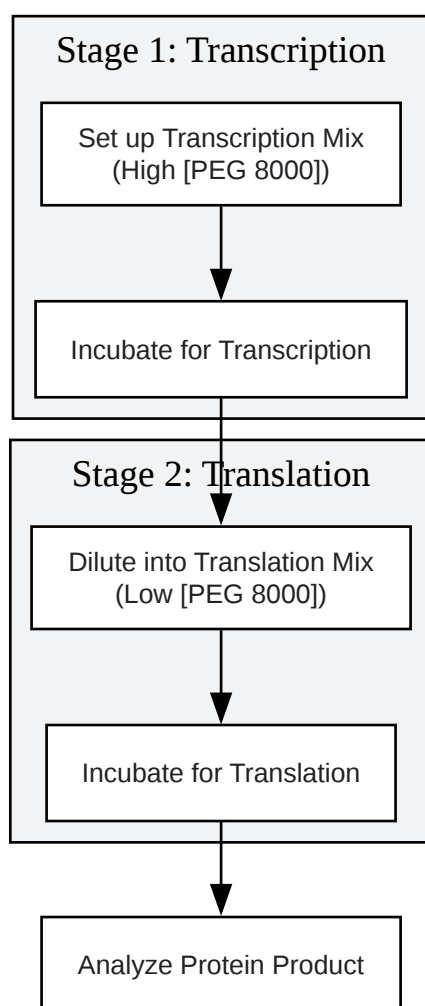 Stage 1: Transcription
Set up Transcription Mix
(High [PEG 8000])
Incubate for Transcription
Stage 2: Translation
Dilute into Translation Mix
(Low [PEG 8000])
Incubate for Translation
Analyze Protein Product